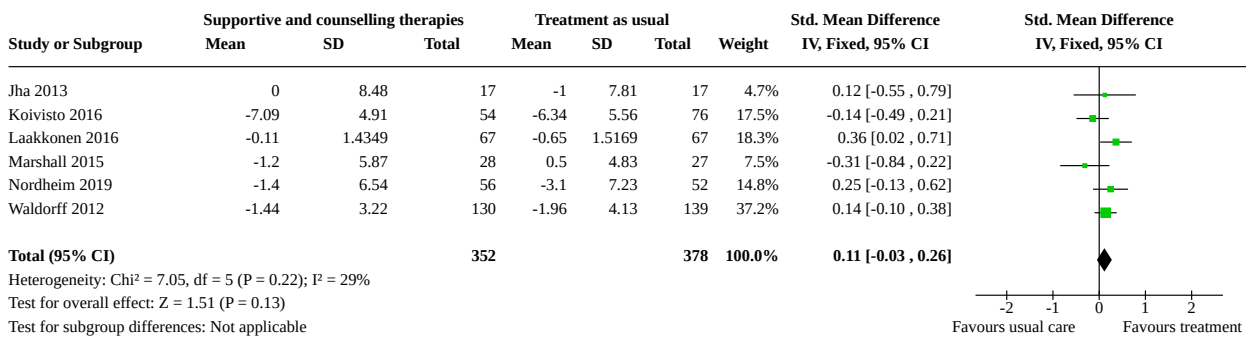 Supportive and counselling therapies Treatment as usual Std. Mean Difference Std. Mean Difference
Study or Subgroup Mean SD Total Mean SD Total Weight IV, Fixed, 95% CI IV, Fixed, 95% CI
Jha 2013 0 8.48 17 -1 7.81 17 4.7% 0.12 [-0.55 , 0.79]
Koivisto 2016 -7.09 4.91 54 -6.34 5.56 76 17.5% -0.14 [-0.49 , 0.21]
Laakkonen 2016 -0.11 1.4349 67 -0.65 1.5169 67 18.3% 0.36 [0.02 , 0.71]
Marshall 2015 -1.2 5.87 28 0.5 4.83 27 7.5% -0.31 [-0.84 , 0.22]
Nordheim 2019 -1.4 6.54 56 -3.1 7.23 52 14.8% 0.25 [-0.13 , 0.62]
Waldorff 2012 -1.44 3.22 130 -1.96 4.13 139 37.2% 0.14 [-0.10 , 0.38]
Total (95% CI) 352 378 100.0% 0.11 [-0.03 , 0.26]
Heterogeneity: Chi² = 7.05, df = 5 (P = 0.22); I² = 29%
Test for overall effect: Z = 1.51 (P = 0.13)
-2 -1 0 1 2
Test for subgroup differences: Not applicable Favours usual care Favours treatment